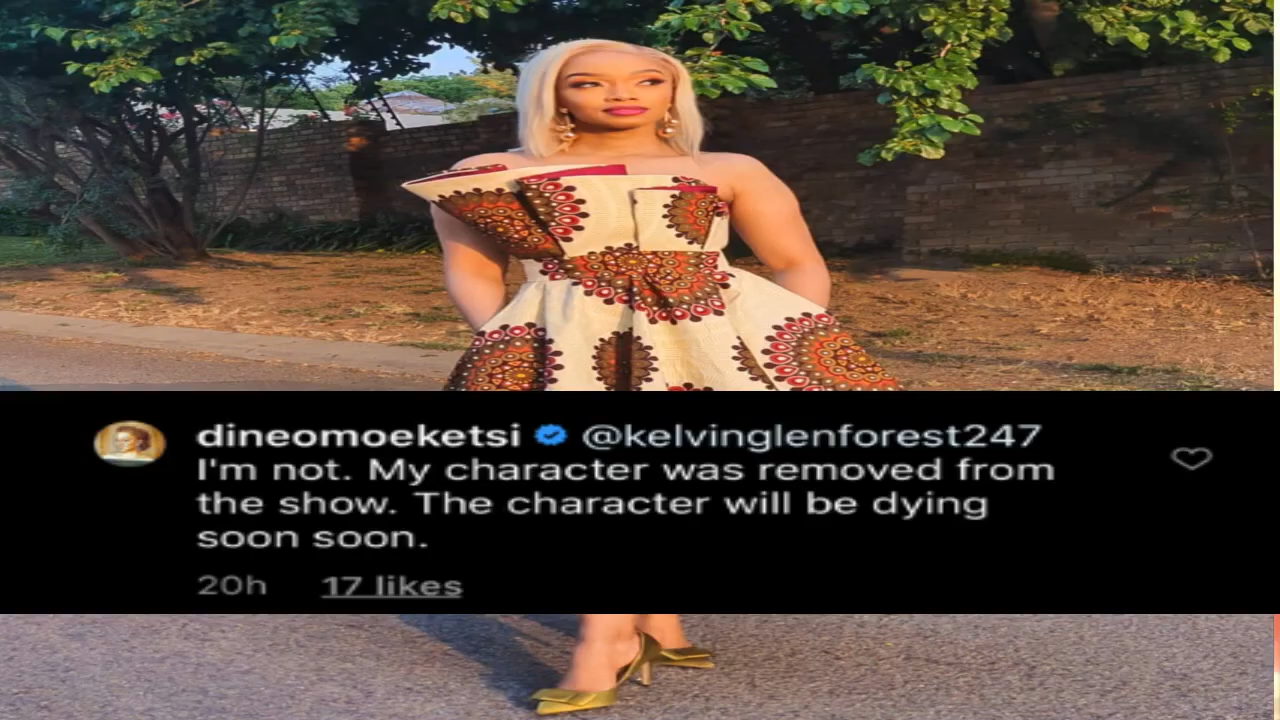 dineomoeketsi @kelvinglenforest247
I'm not. My character was removed from
the show. The character will be dying
soon soon.
20h 17 likes